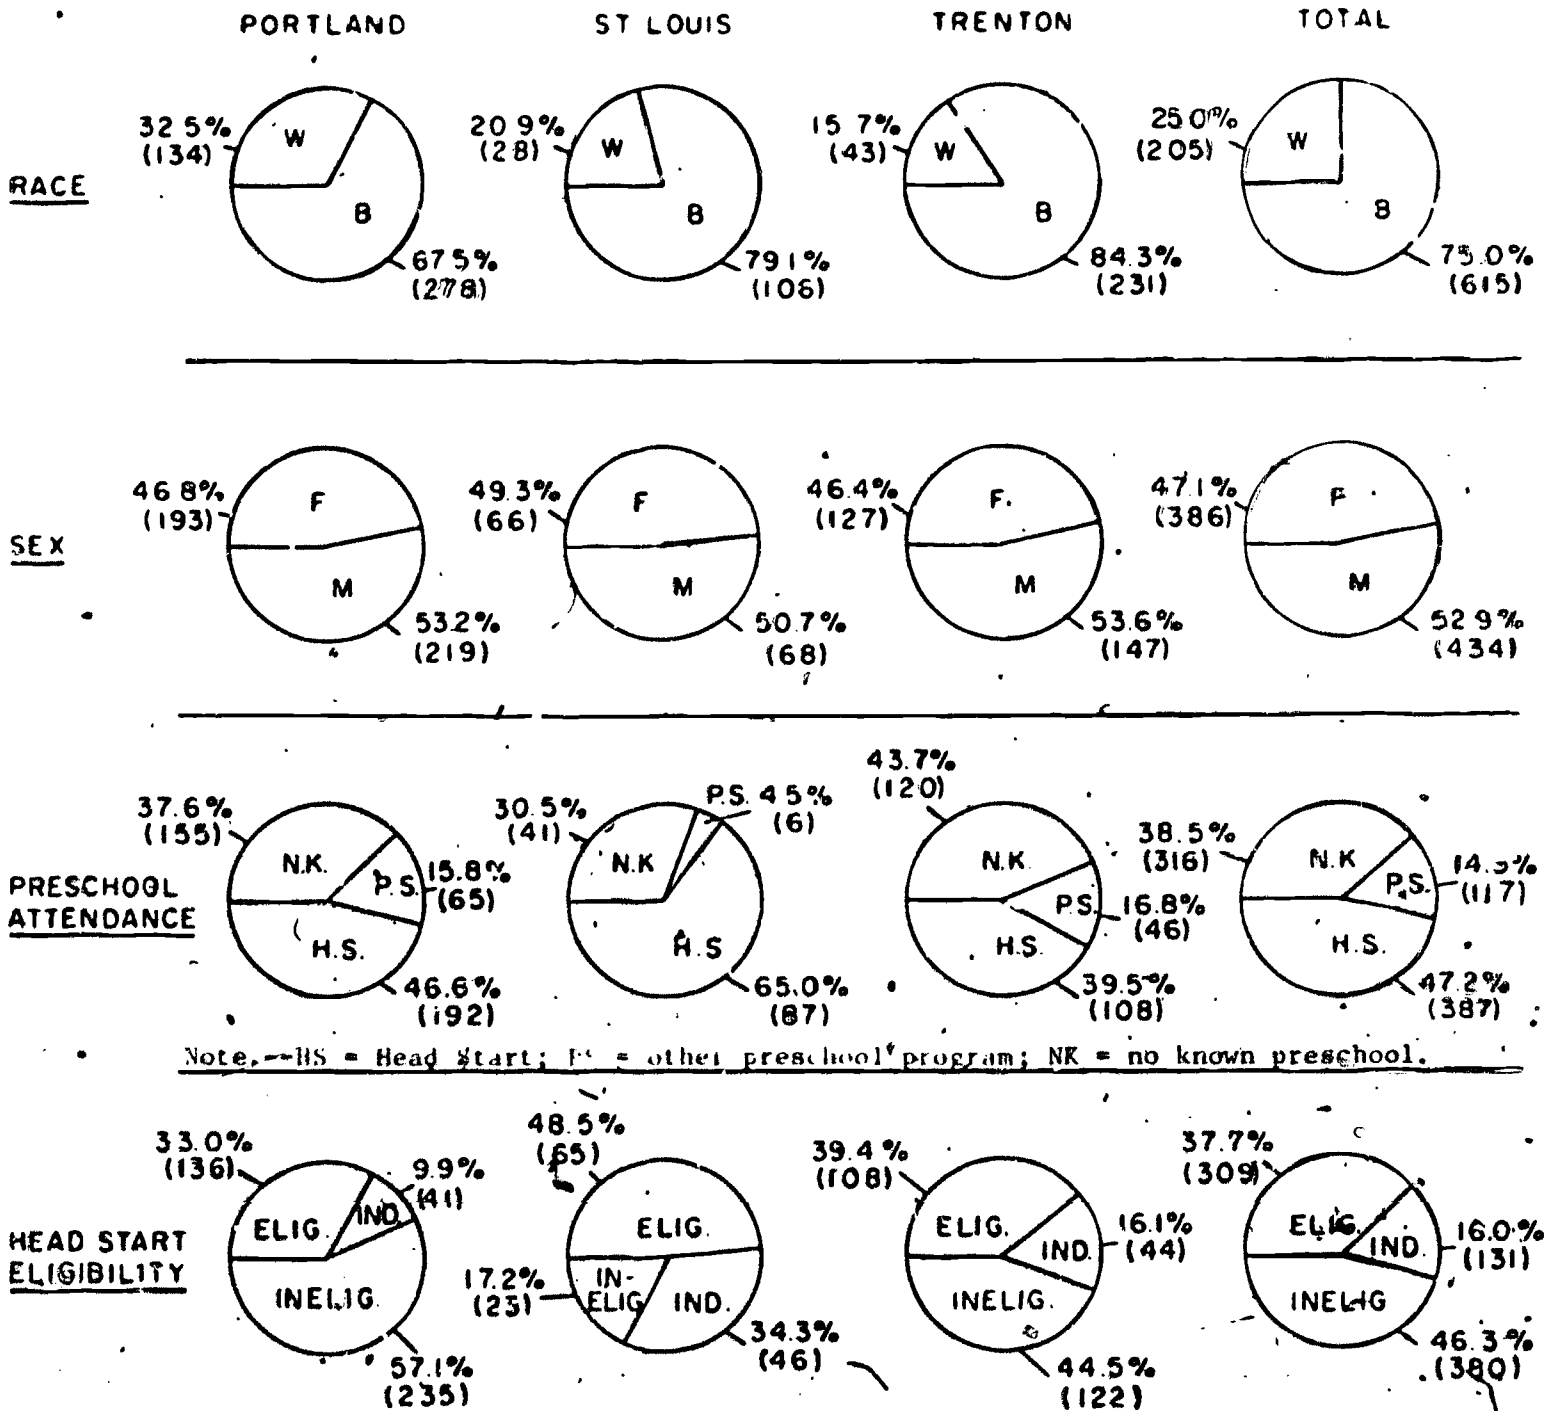 PORTLAND ST LOUIS TRENTON TOTAL
RACE
32.5% (134) W B 67.5% (278)
20.9% (28) W B 79.1% (106)
15.7% (43) W B 84.3% (231)
25.0% (205) W B 75.0% (615)
SEX
46.8% (193) F M 53.2% (219)
49.3% (66) F M 50.7% (68)
46.4% (127) F. M 53.6% (147)
47.1% (386) F M 52.9% (434)
PRESCHOOL
ATTENDANCE
37.6% (155) N.K. P.S. 15.8% (65) H.S. 46.6% (192)
30.5% (41) N.K P.S. 4.5% (6) H.S 65.0% (87)
43.7% (120) N.K. P.S. 16.8% (46) H.S. 39.5% (108)
38.5% (316) N.K P.S. (117) H.S. 47.2% (387)
Note.--HS = Head Start; = other preschool program; NK = no known preschool.
HEAD START
ELIGIBILITY
33.0% (136) ELIG. IND. 9.9% (41) INELIG. 57.1% (235)
48.5% (65) ELIG. 17.2% (23) IN-
ELIG IND. 34.3% (46)
39.4% (108) ELIG. IND. 16.1% (44) INELIG. 44.5% (122)
37.7% (309) ELIG. IND. 16.0% (131) INELIG 46.3% (380)